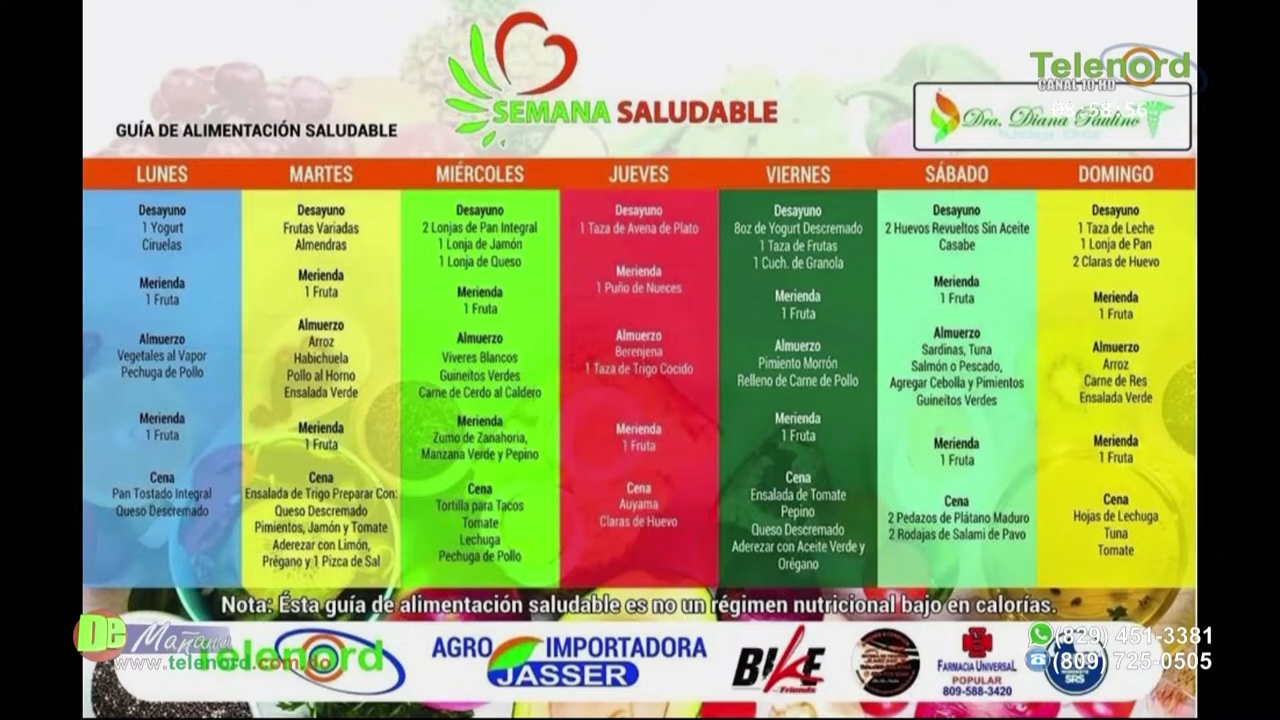 Telenord
CANAL 10 HD
08:58:56
SEMANA SALUDABLE
GUÍA DE ALIMENTACIÓN SALUDABLE
Dra. Diana Paulino
LUNES
Desayuno
1 Yogurt
Ciruelas
Merienda
1 Fruta
Almuerzo
Vegetales al Vapor
Pechuga de Pollo
Merienda
1 Fruta
Cena
Pan Tostado Integral
Queso Descremado
MARTES
Desayuno
Frutas Variadas
Almendras
Merienda
1 Fruta
Almuerzo
Arroz
Habichuela
Pollo al Horno
Ensalada Verde
Merienda
1 Fruta
Cena
Ensalada de Trigo Preparar Con:
Queso Descremado
Pimientos, Jamón y Tomate
Aderezar con Limón,
Prégano y 1 Pizca de Sal
MIÉRCOLES
Desayuno
2 Lonjas de Pan Integral
1 Lonja de Jamón
1 Lonja de Queso
Merienda
1 Fruta
Almuerzo
Víveres Blancos
Guineitos Verdes
Carne de Cerdo al Caldero
Merienda
Zumo de Zanahoria,
Manzana Verde y Pepino
Cena
Tortilla para Tacos
Tomate
Lechuga
Pechuga de Pollo
JUEVES
Desayuno
1 Taza de Avena de Plato
Merienda
1 Puño de Nueces
Almuerzo
Berenjena
1 Taza de Trigo Cocido
Merienda
1 Fruta
Cena
Auyama
Claras de Huevo
VIERNES
Desayuno
8oz de Yogurt Descremado
1 Taza de Frutas
1 Cuch. de Granola
Merienda
1 Fruta
Almuerzo
Pimiento Morrón
Relleno de Carne de Pollo
Merienda
1 Fruta
Cena
Ensalada de Tomate
Pepino
Queso Descremado
Aderezar con Aceite Verde y
Orégano
SÁBADO
Desayuno
2 Huevos Revueltos Sin Aceite
Casabe
Merienda
1 Fruta
Almuerzo
Sardinas, Tuna
Salmón o Pescado,
Agregar Cebolla y Pimientos
Guineítos Verdes
Merienda
1 Fruta
Cena
2 Pedazos de Plátano Maduro
2 Rodajas de Salami de Pavo
DOMINGO
Desayuno
1 Taza de Leche
1 Lonja de Pan
2 Claras de Huevo
Merienda
1 Fruta
Almuerzo
Arroz
Carne de Res
Ensalada Verde
Merienda
1 Fruta
Cena
Hojas de Lechuga
Tuna
Tomate
Nota: Ésta guía de alimentación saludable es no un régimen nutricional bajo en calorías.
De Mañana
www.telenord.com.do
Telenord
AGRO IMPORTADORA
JASSER
BIKE
Friends
FARMACIA UNIVERSAL
POPULAR
809-588-3420
SRS
(829) 451-3381
(809) 725-0505